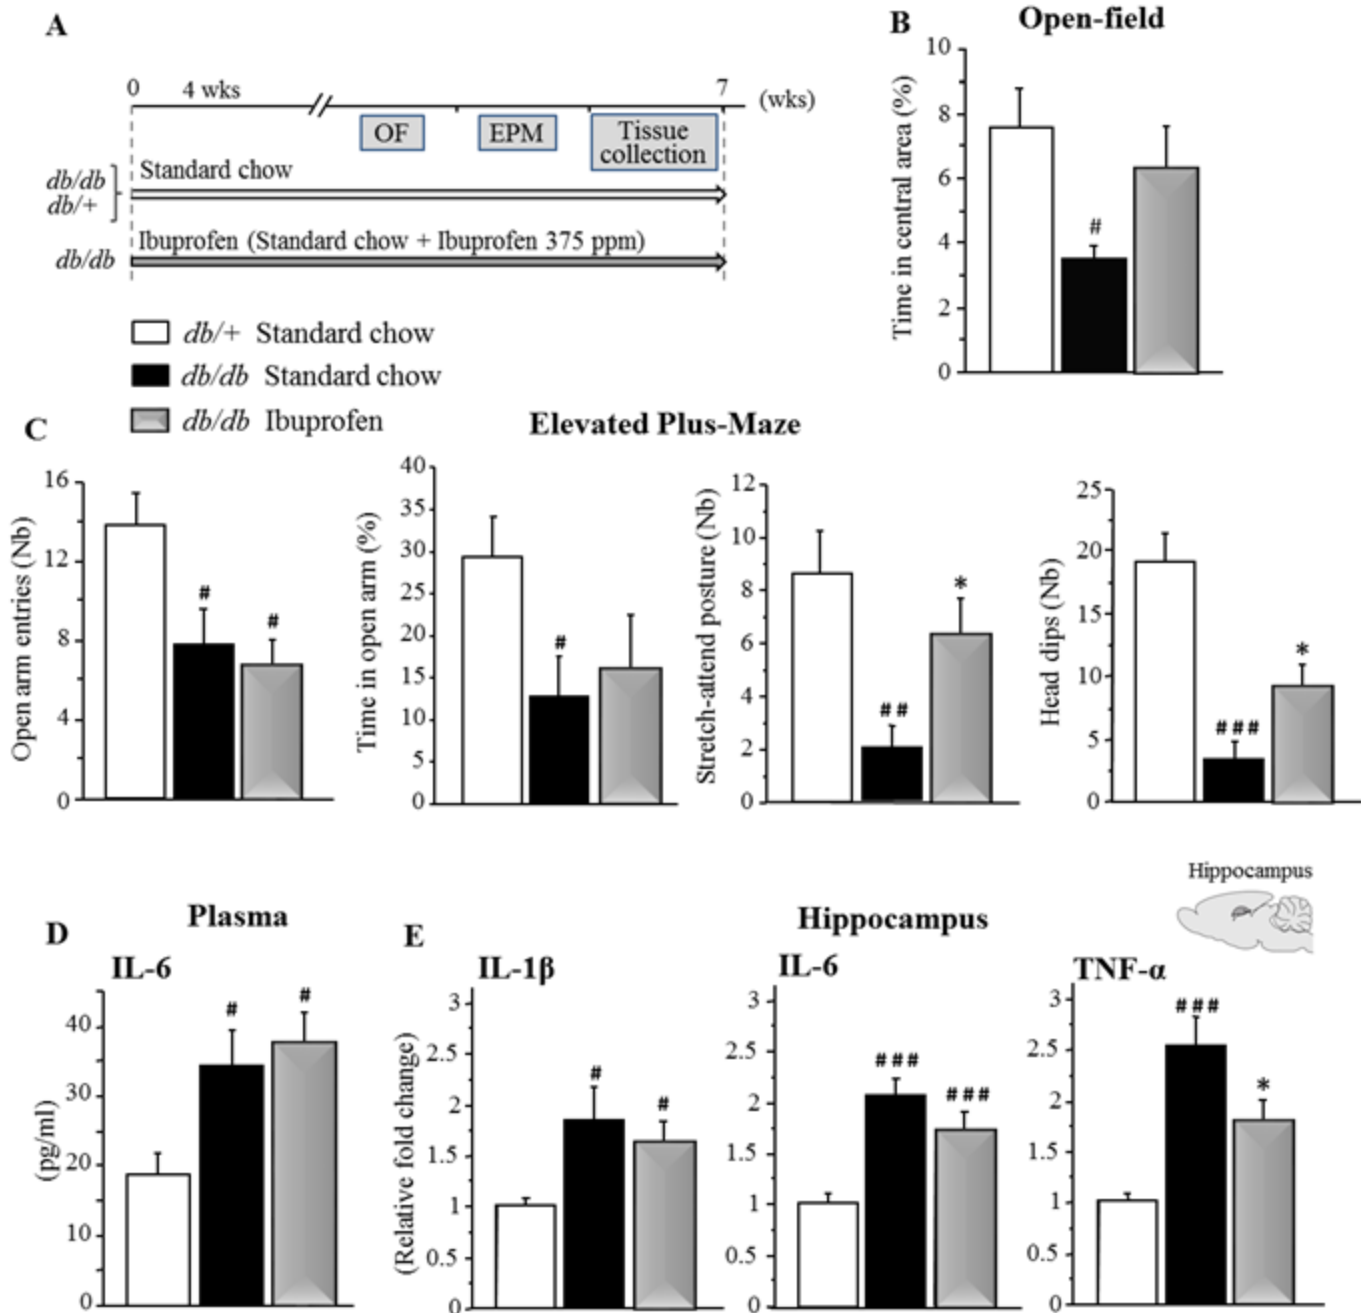 A
0 4 wks 7 (wks)
OF EPM Tissue
collection
db/db
db/+
Standard chow
db/db
Ibuprofen (Standard chow + Ibuprofen 375 ppm)
db/+ Standard chow
db/db Standard chow
db/db Ibuprofen
B Open-field
Time in central area (%)
10
8
6
4
2
0
#
C Elevated Plus-Maze
Open arm entries (Nb)
16
12
8
4
0
# #
Time in open arm (%)
40
35
30
25
20
15
10
5
0
#
Stretch-attend posture (Nb)
12
10
8
6
4
2
0
## *
Head dips (Nb)
25
20
15
10
5
0
### *
D Plasma
IL-6
(pg/ml)
40
30
20
10
0
# #
E Hippocampus
Hippocampus
IL-1β
(Relative fold change)
3
2.5
2
1.5
1
0.5
0
# #
IL-6
3
2.5
2
1.5
1
0.5
0
### ###
TNF-α
3
2.5
2
1.5
1
0.5
0
### *